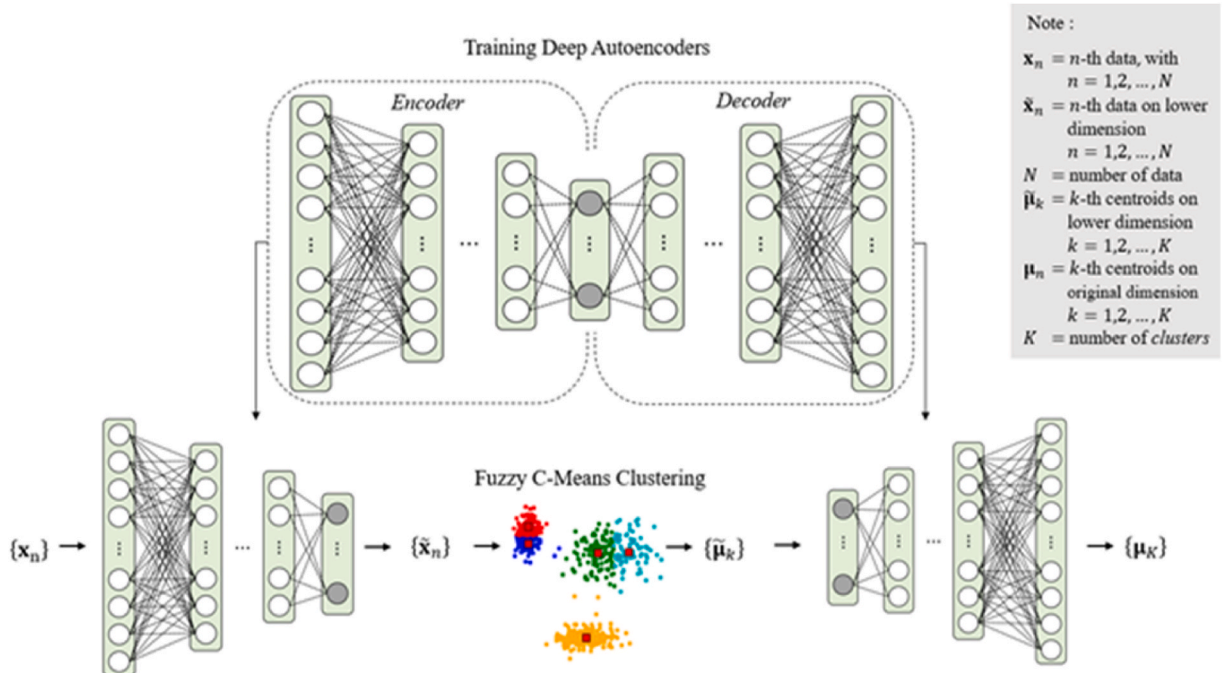 Training Deep Autoencoders
Encoder
Decoder
...
...
...
...
...
...
...
...
...
Note :
𝐱ₙ = n-th data, with
n = 1,2, ..., N
𝐱̃ₙ = n-th data on lower
dimension
n = 1,2, ..., N
N = number of data
𝛍̃ₖ = k-th centroids on
lower dimension
k = 1,2, ..., K
𝛍ₙ = k-th centroids on
original dimension
k = 1,2, ..., K
K = number of clusters
Fuzzy C-Means Clustering
{𝐱ₙ}
...
...
...
...
...
{𝐱̃ₙ}
{𝛍̃ₖ}
...
...
...
...
...
{𝛍_K}